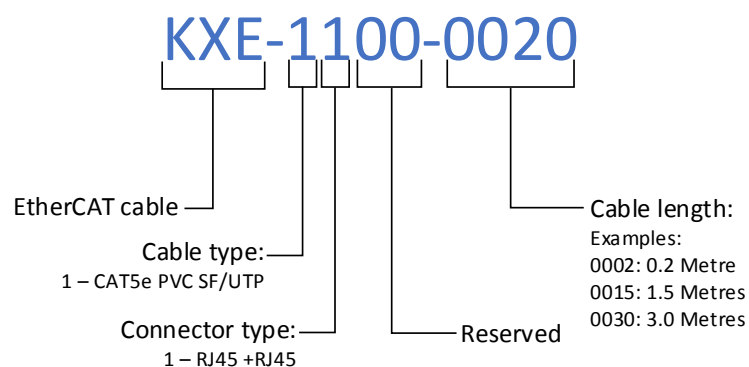 KXE-1100-0020
EtherCAT cable
Cable type:
1 – CAT5e PVC SF/UTP
Connector type:
1 – RJ45 +RJ45
Reserved
Cable length:
Examples:
0002: 0.2 Metre
0015: 1.5 Metres
0030: 3.0 Metres